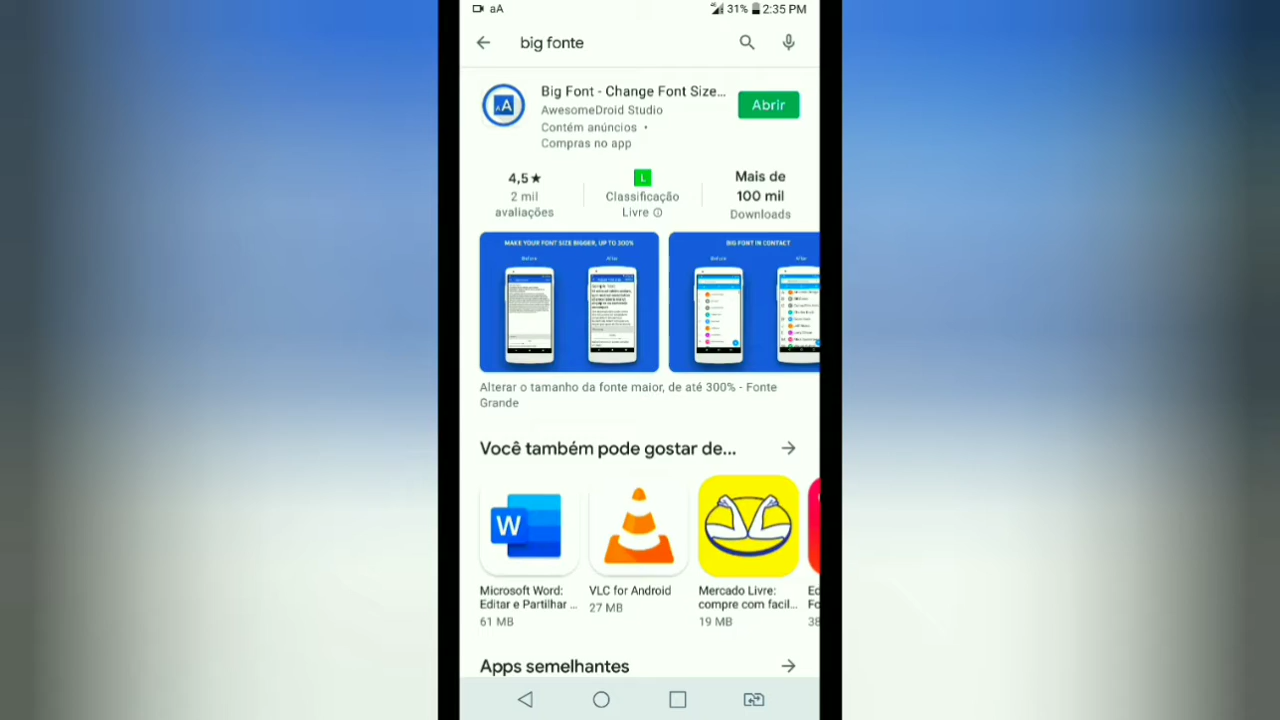 aA
31% 2:35 PM
big fonte
Big Font - Change Font Size...
AwesomeDroid Studio
Contém anúncios •
Compras no app
Abrir
4,5★
2 mil
avaliações
L
Classificação
Livre
Mais de
100 mil
Downloads
MAKE YOUR FONT SIZE BIGGER, UP TO 300%
Before After
BIG FONT IN CONTACT
Before After
Alterar o tamanho da fonte maior, de até 300% - Fonte
Grande
Você também pode gostar de...
W
Microsoft Word:
Editar e Partilhar ...
61 MB
VLC for Android
27 MB
Mercado Livre:
compre com facil...
19 MB
Ed
Fo
38
Apps semelhantes